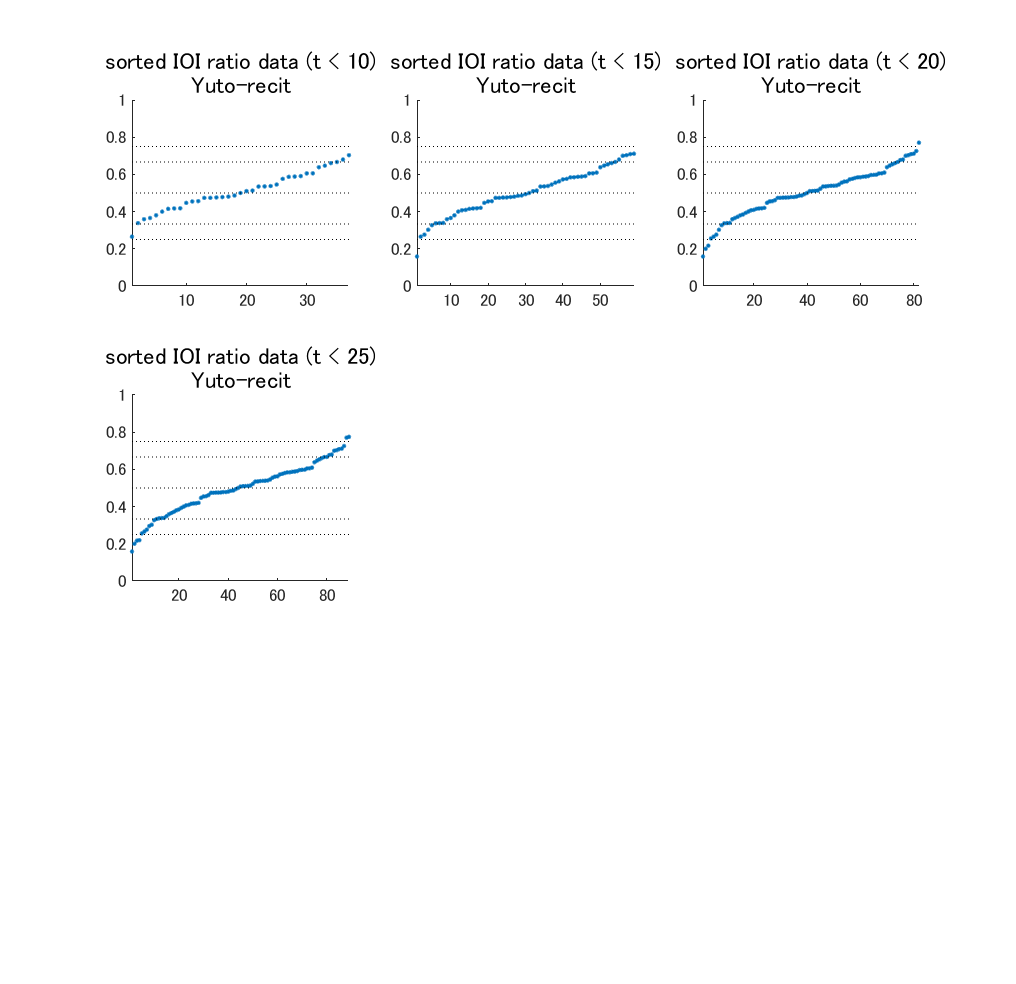 sorted IOI ratio data (t < 10)
Yuto-recit
1
0.8
0.6
0.4
0.2
0
10 20 30
sorted IOI ratio data (t < 15)
Yuto-recit
1
0.8
0.6
0.4
0.2
0
10 20 30 40 50
sorted IOI ratio data (t < 20)
Yuto-recit
1
0.8
0.6
0.4
0.2
0
20 40 60 80
sorted IOI ratio data (t < 25)
Yuto-recit
1
0.8
0.6
0.4
0.2
0
20 40 60 80